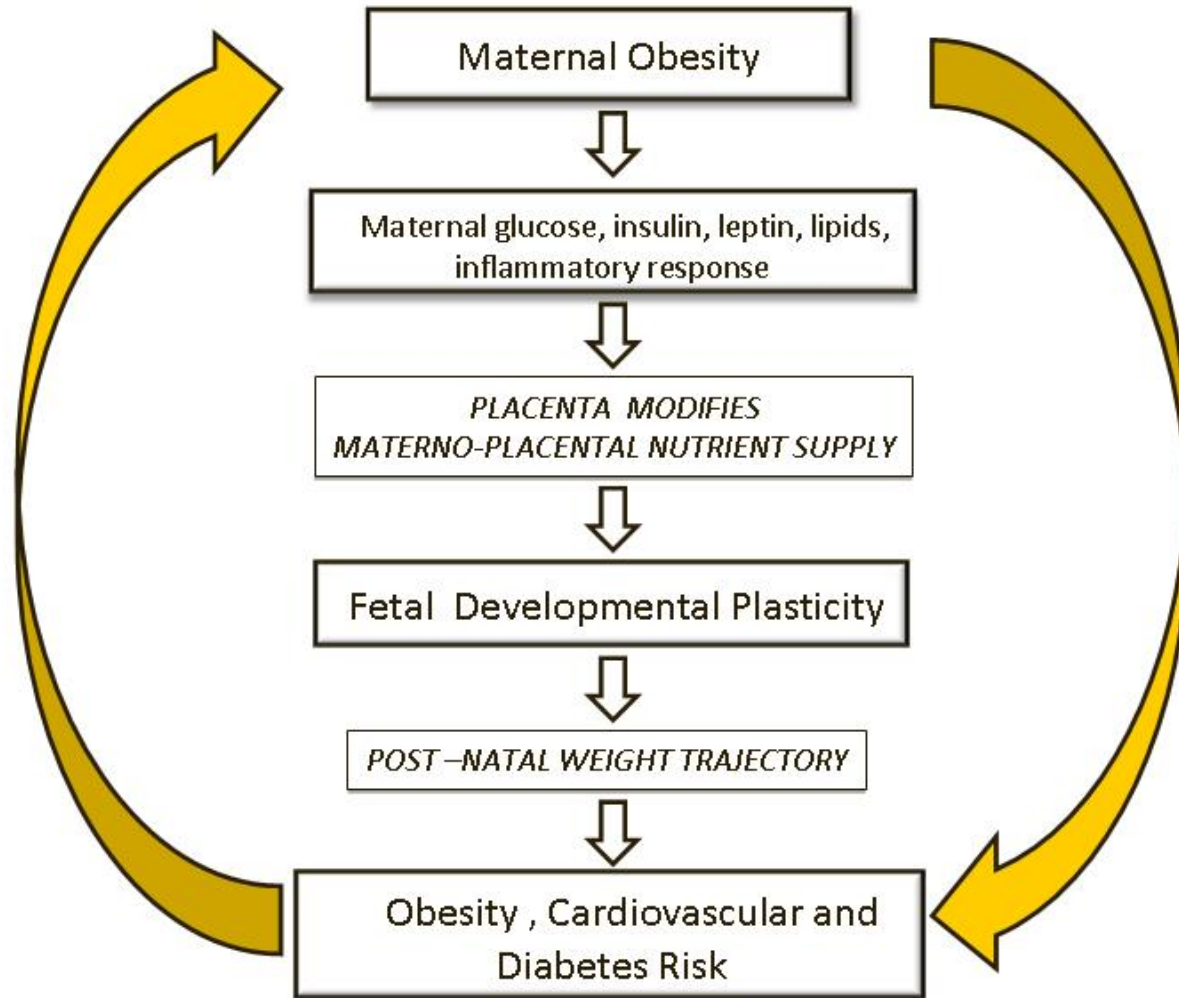 Maternal Obesity
Maternal glucose, insulin, leptin, lipids,
inflammatory response
PLACENTA MODIFIES
MATERNO-PLACENTAL NUTRIENT SUPPLY
Fetal Developmental Plasticity
POST –NATAL WEIGHT TRAJECTORY
Obesity , Cardiovascular and
Diabetes Risk